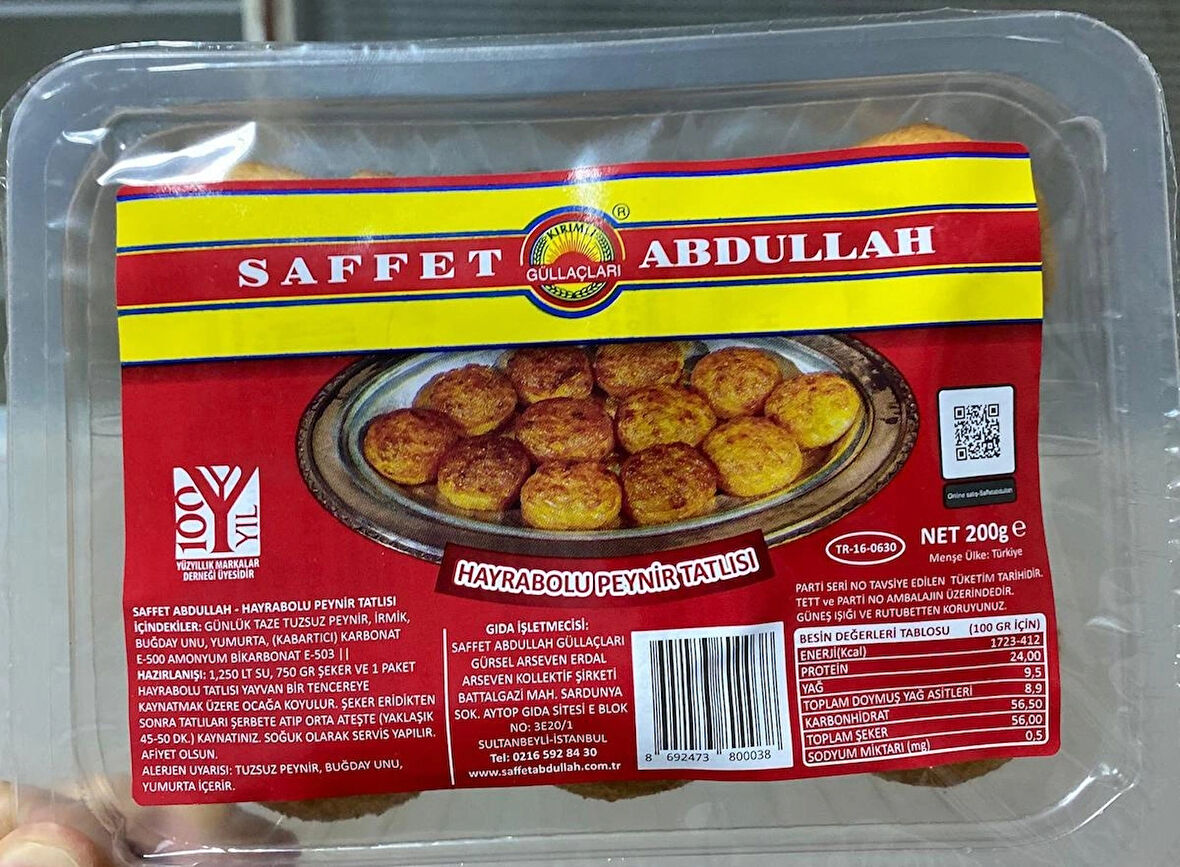 SAFFET KIRIMLI GÜLLAÇLARI ® ABDULLAH
100 YIL
YÜZYILLIK MARKALAR
DERNEĞİ ÜYESİDİR
HAYRABOLU PEYNİR TATLISI
Online satış-Saffetabdullah
TR-16-0630
NET 200g e
Menşe Ülke: Türkiye
SAFFET ABDULLAH - HAYRABOLU PEYNİR TATLISI
İÇİNDEKİLER: GÜNLÜK TAZE TUZSUZ PEYNİR, İRMİK,
BUĞDAY UNU, YUMURTA, (KABARTICI) KARBONAT
E-500 AMONYUM BİKARBONAT E-503 ||
HAZIRLANIŞI: 1,250 LT SU, 750 GR ŞEKER VE 1 PAKET
HAYRABOLU TATLISI YAYVAN BİR TENCEREYE
KAYNATMAK ÜZERE OCAĞA KOYULUR. ŞEKER ERİDİKTEN
SONRA TATLILARI ŞERBETE ATIP ORTA ATEŞTE (YAKLAŞIK
45-50 DK.) KAYNATINIZ. SOĞUK OLARAK SERVİS YAPILIR.
AFİYET OLSUN.
ALERJEN UYARISI: TUZSUZ PEYNİR, BUĞDAY UNU,
YUMURTA İÇERİR.
GIDA İŞLETMECİSİ:
SAFFET ABDULLAH GÜLLAÇLARI
GÜRSEL ARSEVEN ERDAL
ARSEVEN KOLLEKTİF ŞİRKETİ
BATTALGAZİ MAH. SARDUNYA
SOK. AYTOP GIDA SİTESİ E BLOK
NO: 3E20/1
SULTANBEYLİ-İSTANBUL
Tel: 0216 592 84 30
www.saffetabdullah.com.tr
8 692473 800038
PARTİ SERİ NO TAVSİYE EDİLEN TÜKETİM TARİHİDİR.
TETT ve PARTİ NO AMBALAJIN ÜZERİNDEDİR.
GÜNEŞ IŞIĞI VE RUTUBETTEN KORUYUNUZ.
BESİN DEĞERLERİ TABLOSU (100 GR İÇİN)
ENERJİ(Kcal) 1723-412
PROTEİN 24,00
YAĞ 9,5
TOPLAM DOYMUŞ YAĞ ASİTLERİ 8,9
KARBONHİDRAT 56,50
TOPLAM ŞEKER 56,00
SODYUM MİKTARI (mg) 0,5